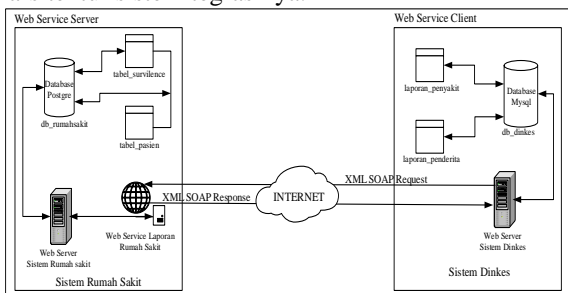 Web Service Server
Database
Postgre
db_rumahsakit
tabel_survilence
tabel_pasien
Web Server
Sistem Rumah sakit
Web Service Laporan
Rumah Sakit
Sistem Rumah Sakit
XML SOAP Response
INTERNET
XML SOAP Request
Web Service Client
laporan_penyakit
laporan_penderita
Database
Mysql
db_dinkes
Web Server
Sistem Dinkes
Sistem Dinkes